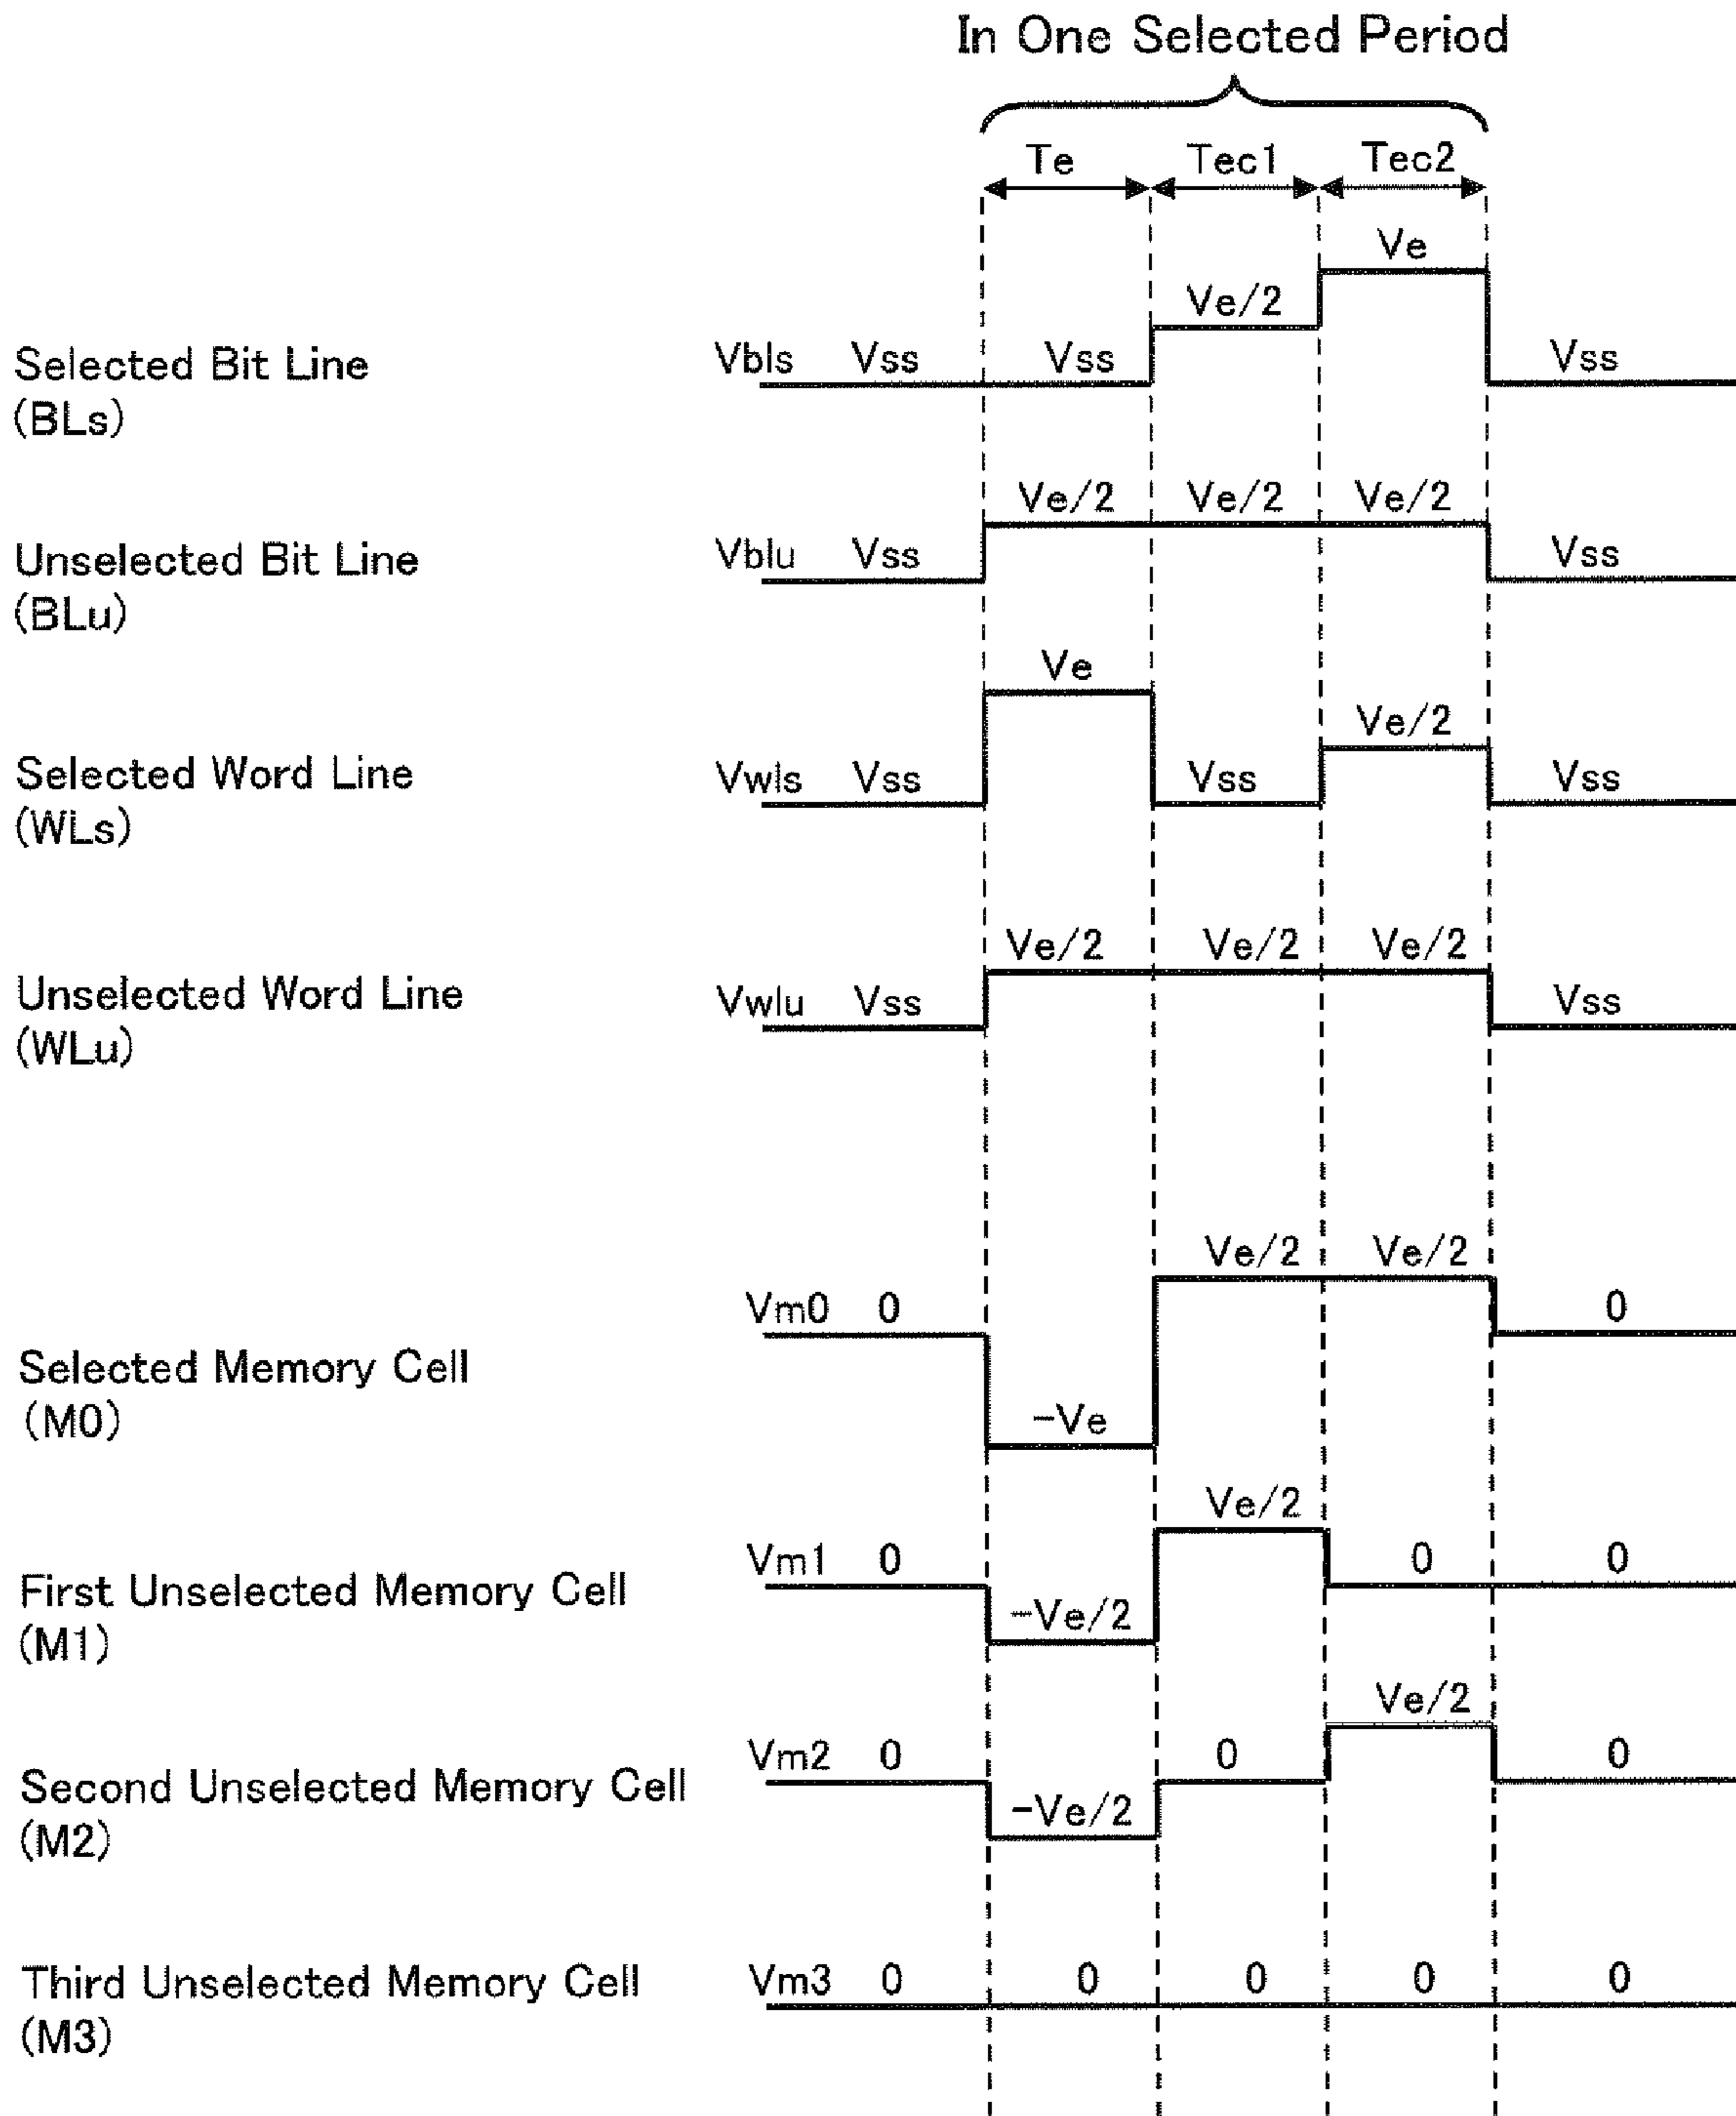 In One Selected Period
Te Tec1 Tec2
Ve
Ve/2
Selected Bit Line
(BLs)
Vbls Vss Vss Vss
Ve/2 Ve/2 Ve/2
Unselected Bit Line
(BLu)
Vblu Vss Vss
Ve
Ve/2
Selected Word Line
(WLs)
Vwls Vss Vss Vss
Ve/2 Ve/2 Ve/2
Unselected Word Line
(WLu)
Vwlu Vss Vss
Ve/2 Ve/2
Vm0 0 0
Selected Memory Cell
(M0)
-Ve
Ve/2
Vm1 0 0 0
First Unselected Memory Cell
(M1)
-Ve/2
Ve/2
Vm2 0 0 0
Second Unselected Memory Cell
(M2)
-Ve/2
Third Unselected Memory Cell
(M3)
Vm3 0 0 0 0 0